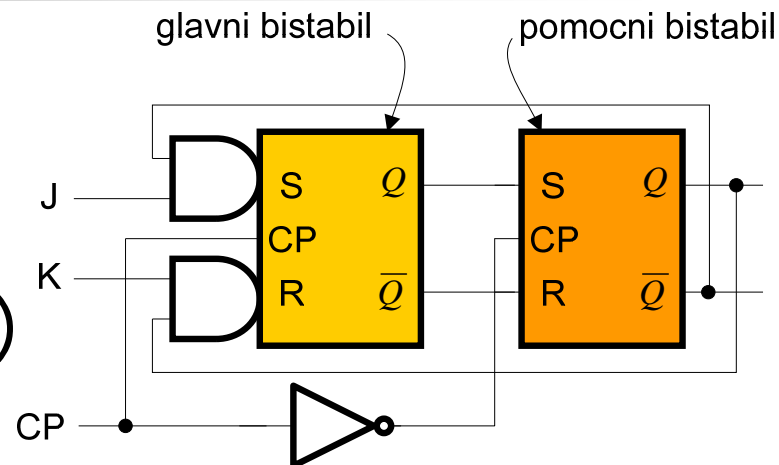 glavni bistabil
pomocni bistabil
J
K
CP
S
CP
R
Q
Q̅
S
CP
R
Q
Q̅